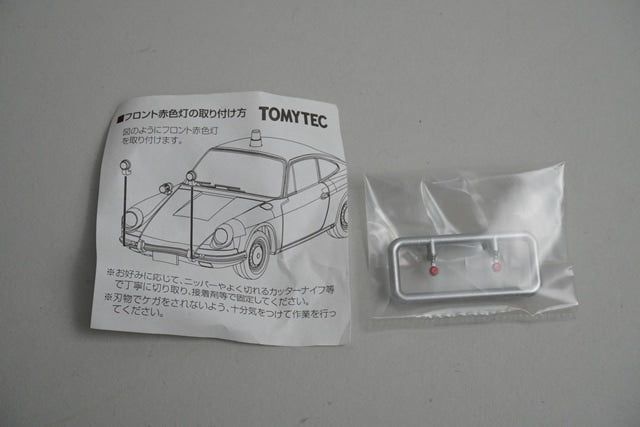 ■フロント赤色灯の取り付け方 TOMYTEC
図のようにフロント赤色灯
を取り付けます。
※お好みに応じて、ニッパーやよく切れるカッターナイフ等
で丁寧に切り取り、接着剤等で固定してください。
※刃物でケガをされないよう、十分気をつけて作業を行っ
てください。